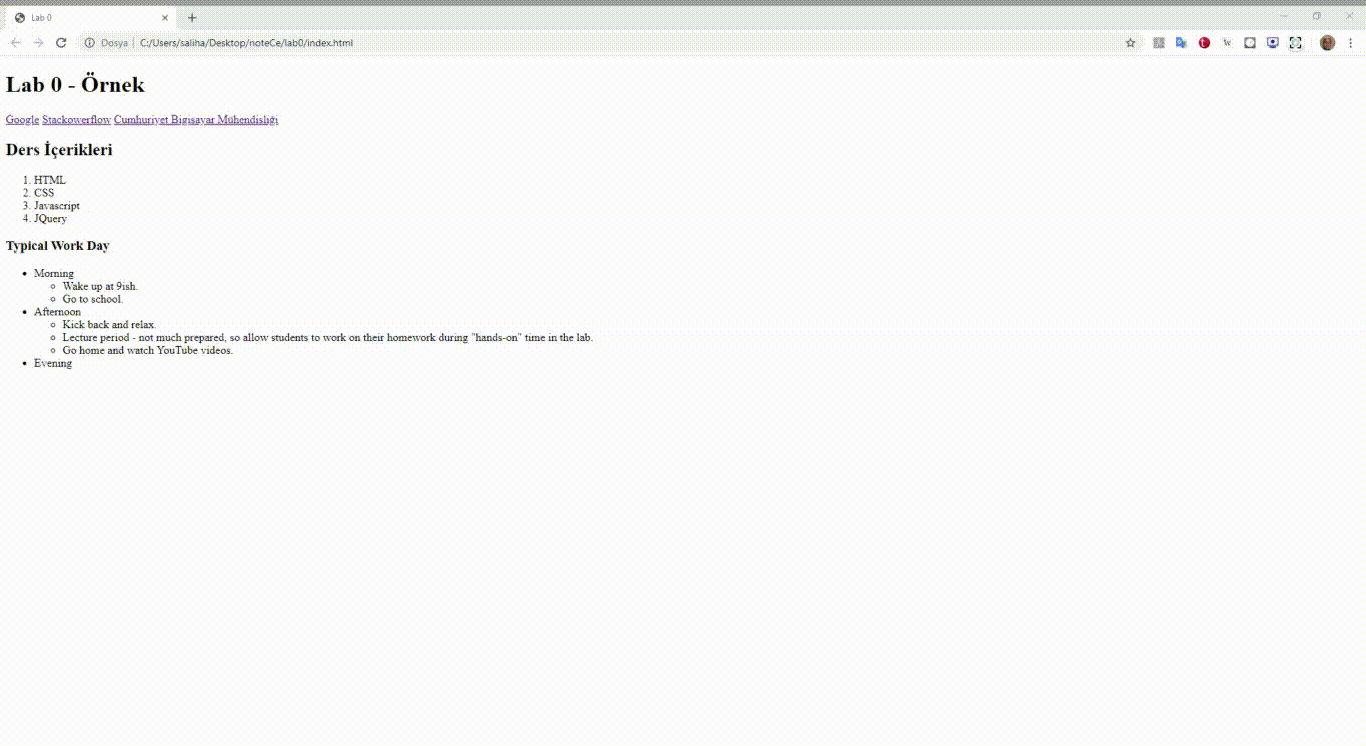 Lab 0
Dosya C:/Users/saliha/Desktop/noteCe/lab0/index.html
Lab 0 - Örnek
Google Stackowerflow Cumhuriyet Bigisayar Mühendisliği
Ders İçerikleri
1. HTML
2. CSS
3. Javascript
4. JQuery
Typical Work Day
Morning
Wake up at 9ish.
Go to school.
Afternoon
Kick back and relax.
Lecture period - not much prepared, so allow students to work on their homework during "hands-on" time in the lab.
Go home and watch YouTube videos.
Evening